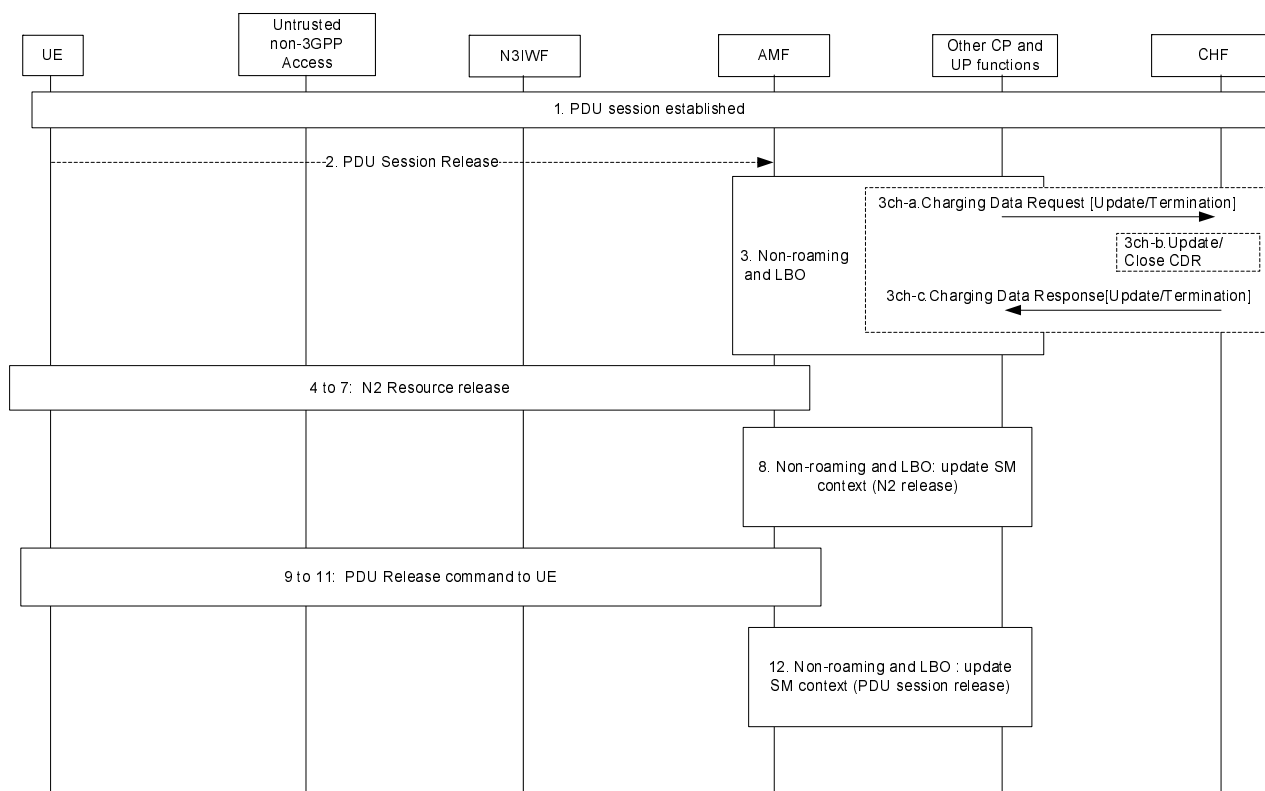 UE
Untrusted
non-3GPP
Access
N3IWF
AMF
Other CP and
UP functions
CHF
1. PDU session established
2. PDU Session Release
3ch-a.Charging Data Request [Update/Termination]
3. Non-roaming
and LBO
3ch-b.Update/
Close CDR
3ch-c.Charging Data Response[Update/Termination]
4 to 7: N2 Resource release
8. Non-roaming and LBO: update SM
context (N2 release)
9 to 11: PDU Release command to UE
12. Non-roaming and LBO : update
SM context (PDU session release)